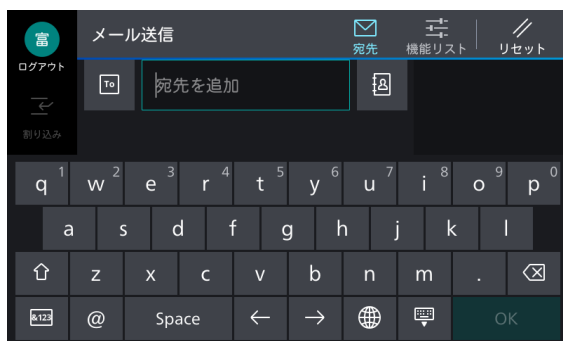 富
ログアウト
割り込み
メール送信
宛先
機能リスト
リセット
To
宛先を追加
q 1 w 2 e 3 r 4 t 5 y 6 u 7 i 8 o 9 p 0
a s d f g h j k l
z x c v b n m .
&123 @ Space ← → OK